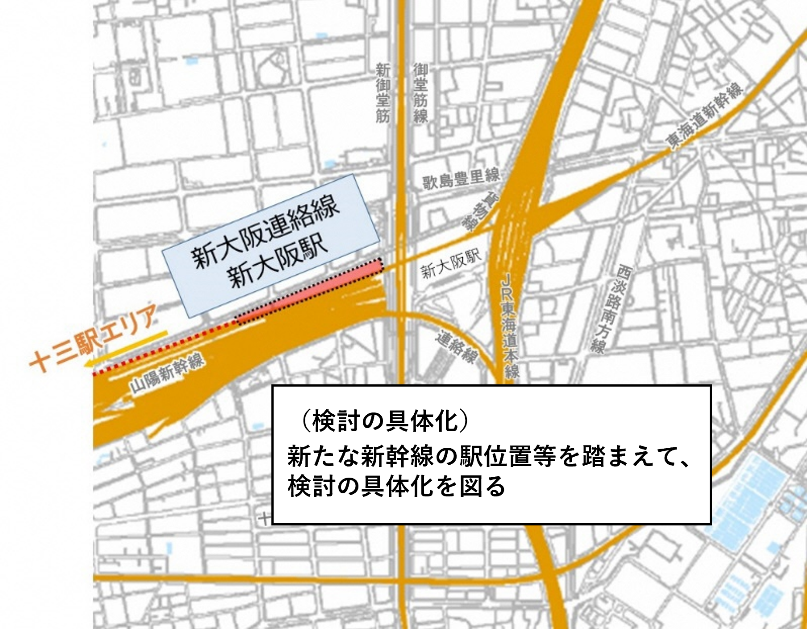 新御堂筋
御堂筋線
東海道新幹線
歌島豊里線
貨物線
新大阪連絡線
新大阪駅
新大阪駅
西淡路南方線
JR東海道本線
十三駅エリア
連絡線
山陽新幹線
（検討の具体化）
新たな新幹線の駅位置等を踏まえて、
検討の具体化を図る